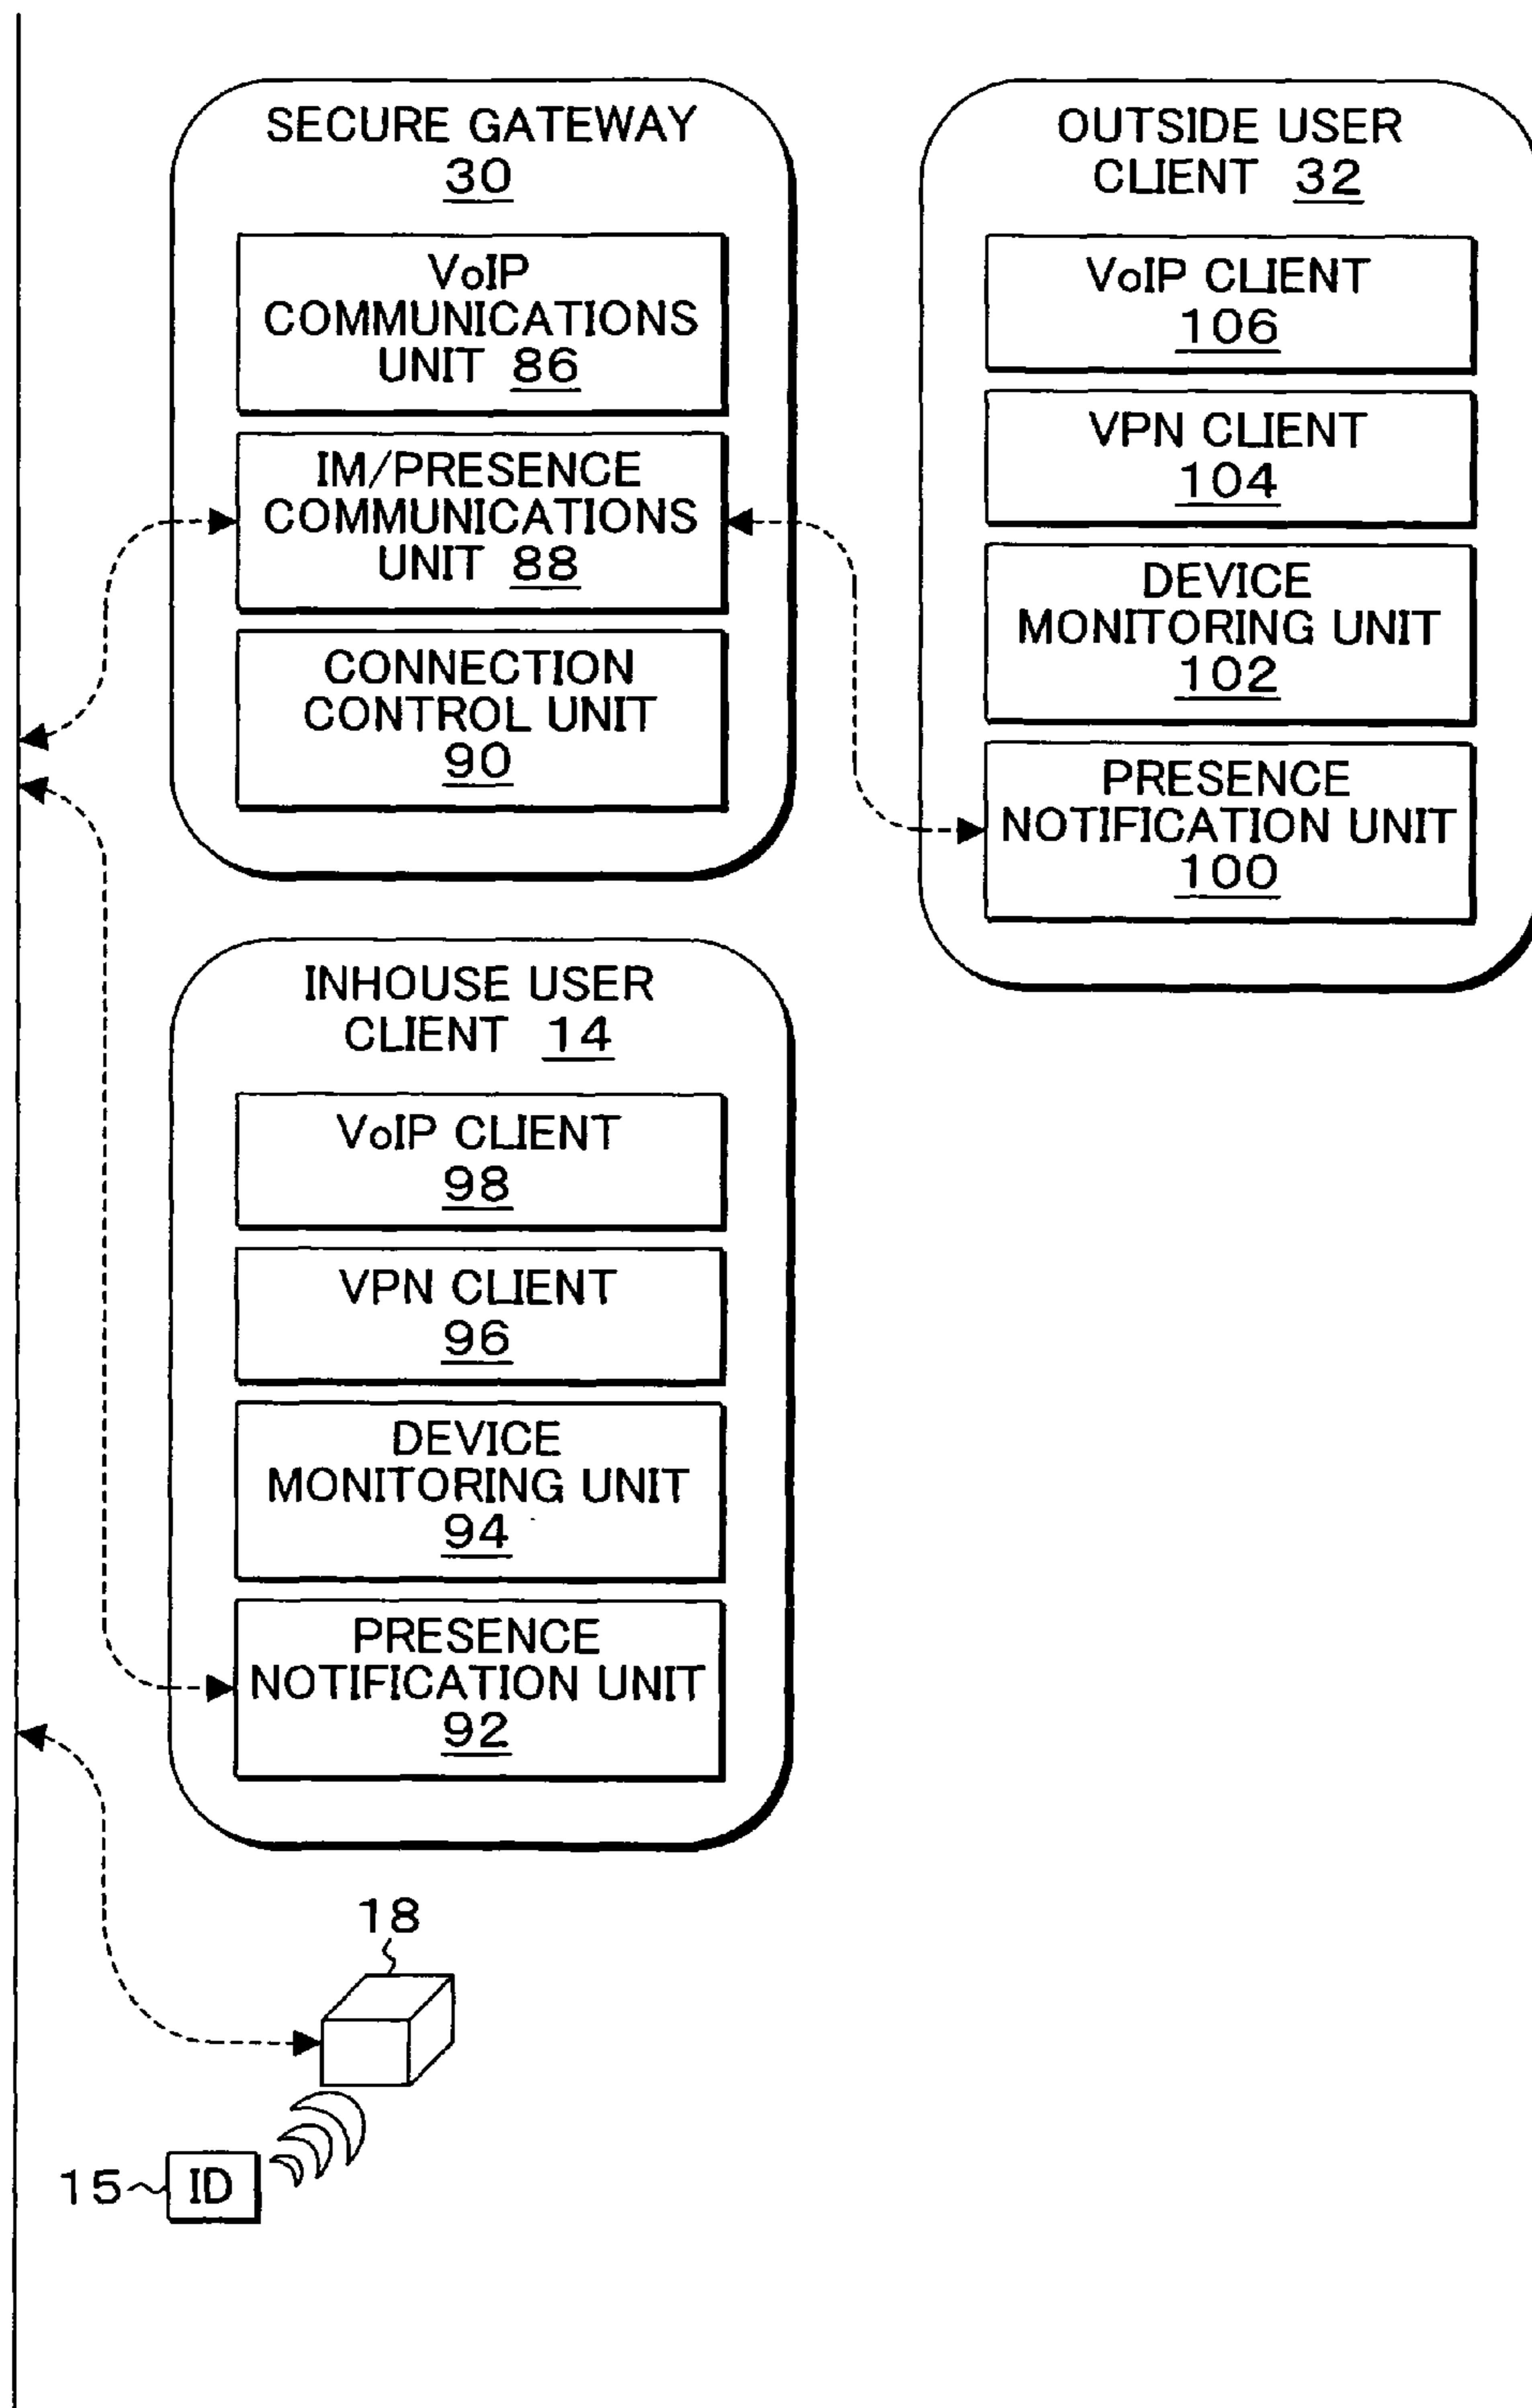 SECURE GATEWAY
30
VoIP
COMMUNICATIONS
UNIT 86
IM/PRESENCE
COMMUNICATIONS
UNIT 88
CONNECTION
CONTROL UNIT
90
OUTSIDE USER
CLIENT 32
VoIP CLIENT
106
VPN CLIENT
104
DEVICE
MONITORING UNIT
102
PRESENCE
NOTIFICATION UNIT
100
INHOUSE USER
CLIENT 14
VoIP CLIENT
98
VPN CLIENT
96
DEVICE
MONITORING UNIT
94
PRESENCE
NOTIFICATION UNIT
92
18
15 ID